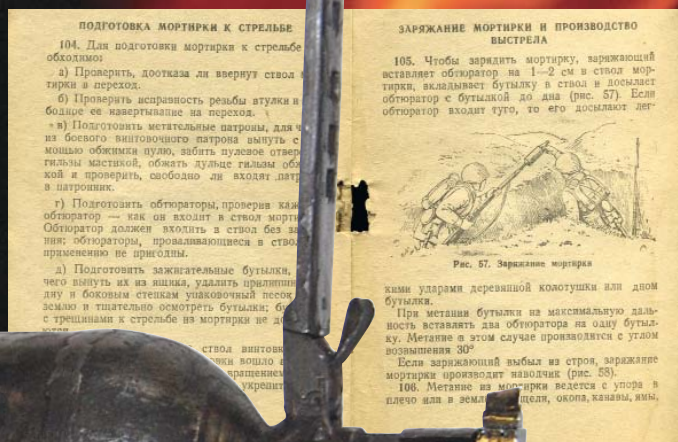 ПОДГОТОВКА МОРТИРКИ К СТРЕЛЬБЕ
104. Для подготовки мортирки к стрельбе
обходимо:
а) Проверить, доотказа ли ввернут ствол
тирки в переход.
б) Проверить исправность резьбы втулки и
бодное ее навертывание на переход.
в) Подготовить метательные патроны, для
из боевого винтовочного патрона вынуть с
мощью обжимки пулю, забить пулевое
гильзы мастикой, обжать дульце гильзы
кой и проверить, свободно ли входят
в патронник.
г) Подготовить обтюраторы, проверив
обтюратор — как он входит в ствол
Обтюратор должен входить в ствол без
ния; обтюраторы, проваливающиеся в
применению не пригодны.
д) Подготовить зажигательные бутылки,
чего вынуть их из ящика, удалить
дну и боковым стенкам упаковочный песок
землю и тщательно осмотреть бутылки;
с трещинами к стрельбе из мортирки не
ствол
вошло
вращением
укрепит
ЗАРЯЖАНИЕ МОРТИРКИ И ПРОИЗВОДСТВО
ВЫСТРЕЛА
105. Чтобы зарядить мортирку, заряжающий
вставляет обтюратор на 1—2 см в ствол мор-
тирки, вкладывает бутылку в ствол и досылает
обтюратор с бутылкой до дна (рис. 57). Если
обтюратор входит туго, то его досылают лег-
Рис. 57. Заряжание мортирки
кими ударами деревянной колотушки или дном
бутылки.
При метании бутылки на максимальную даль-
ность вставлять два обтюратора на одну бутыл-
ку. Метание в этом случае производится с углом
возвышения 30°
Если заряжающий выбыл из строя, заряжание
мортирки производит наводчик (рис. 58).
106. Метание из мортирки ведется с упора в
плечо или в землю щели, окопа, канавы, ямы,